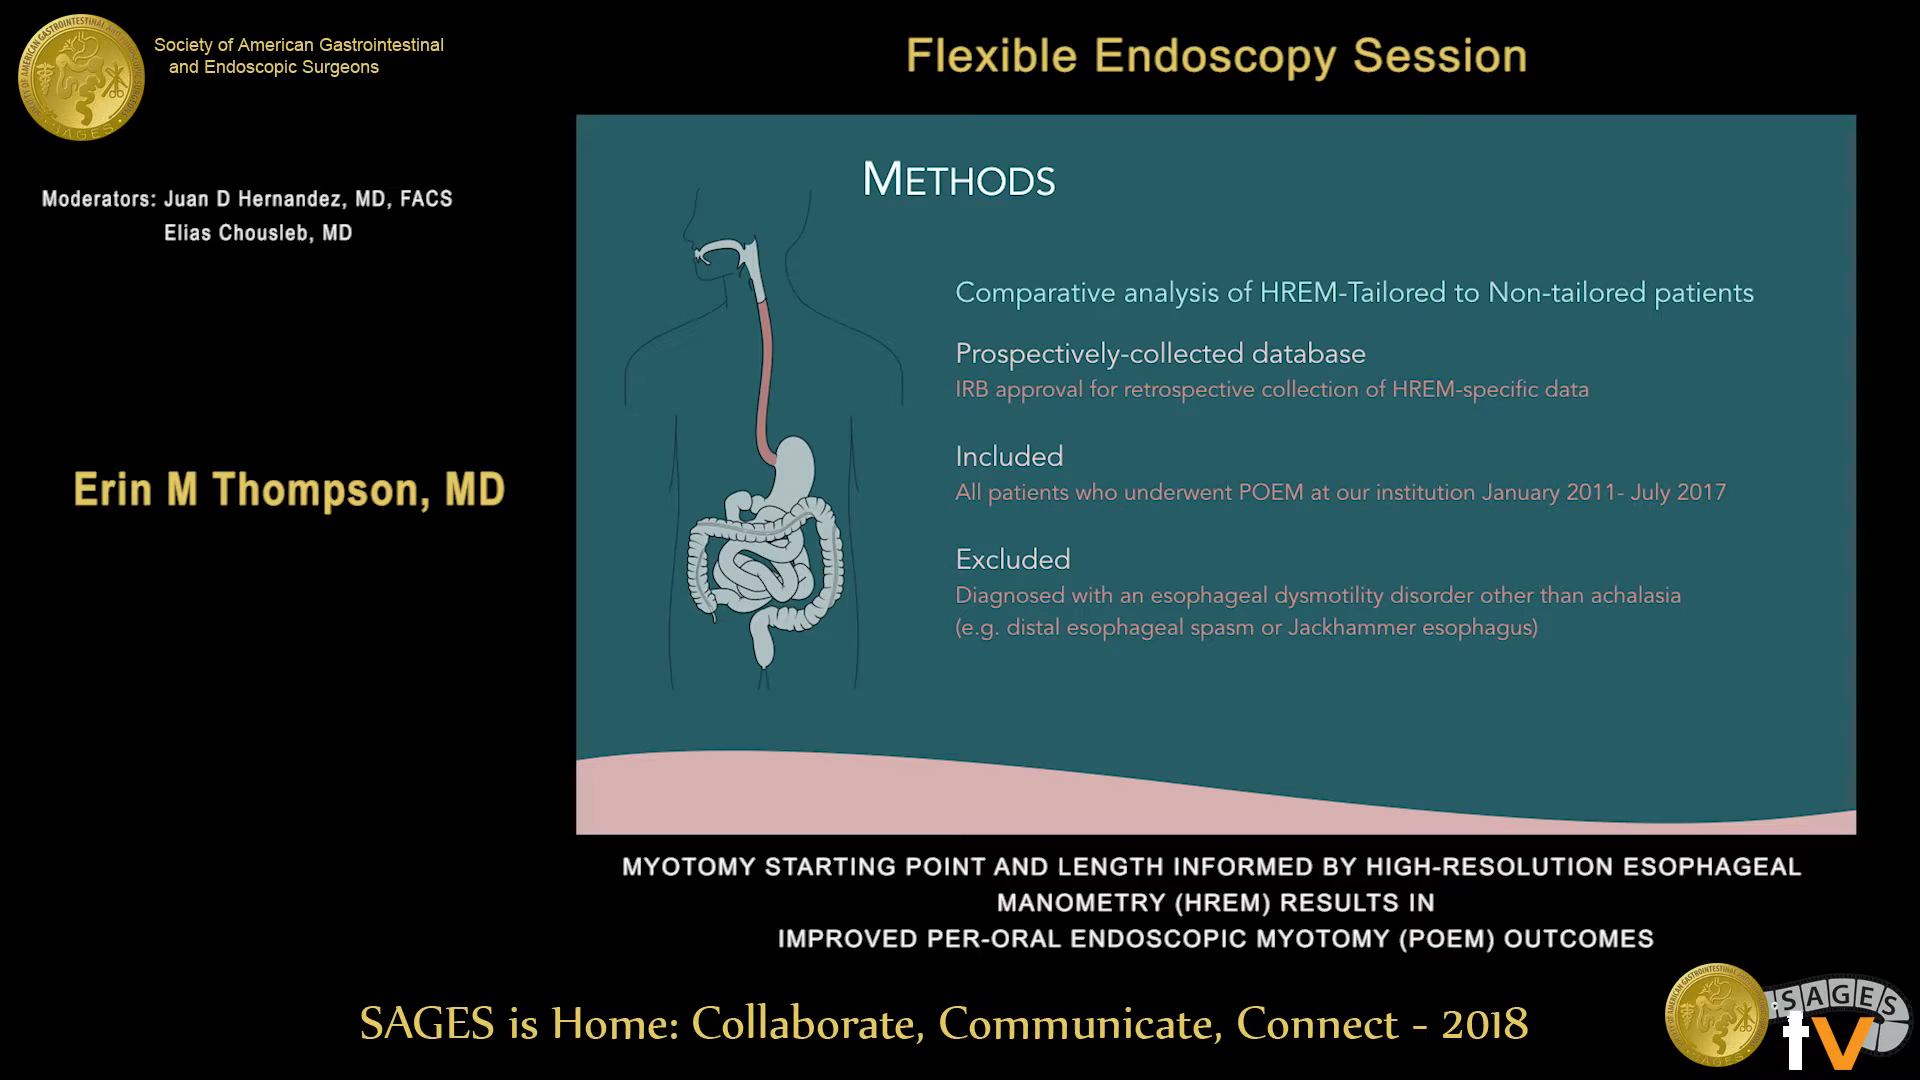 Society of American Gastrointestinal
and Endoscopic Surgeons
Flexible Endoscopy Session
Moderators: Juan D Hernandez, MD, FACS
Elias Chousleb, MD
Erin M Thompson, MD
METHODS
Comparative analysis of HREM-Tailored to Non-tailored patients
Prospectively-collected database
IRB approval for retrospective collection of HREM-specific data
Included
All patients who underwent POEM at our institution January 2011- July 2017
Excluded
Diagnosed with an esophageal dysmotility disorder other than achalasia
(e.g. distal esophageal spasm or Jackhammer esophagus)
MYOTOMY STARTING POINT AND LENGTH INFORMED BY HIGH-RESOLUTION ESOPHAGEAL
MANOMETRY (HREM) RESULTS IN
IMPROVED PER-ORAL ENDOSCOPIC MYOTOMY (POEM) OUTCOMES
SAGES is Home: Collaborate, Communicate, Connect - 2018
SAGES
tv